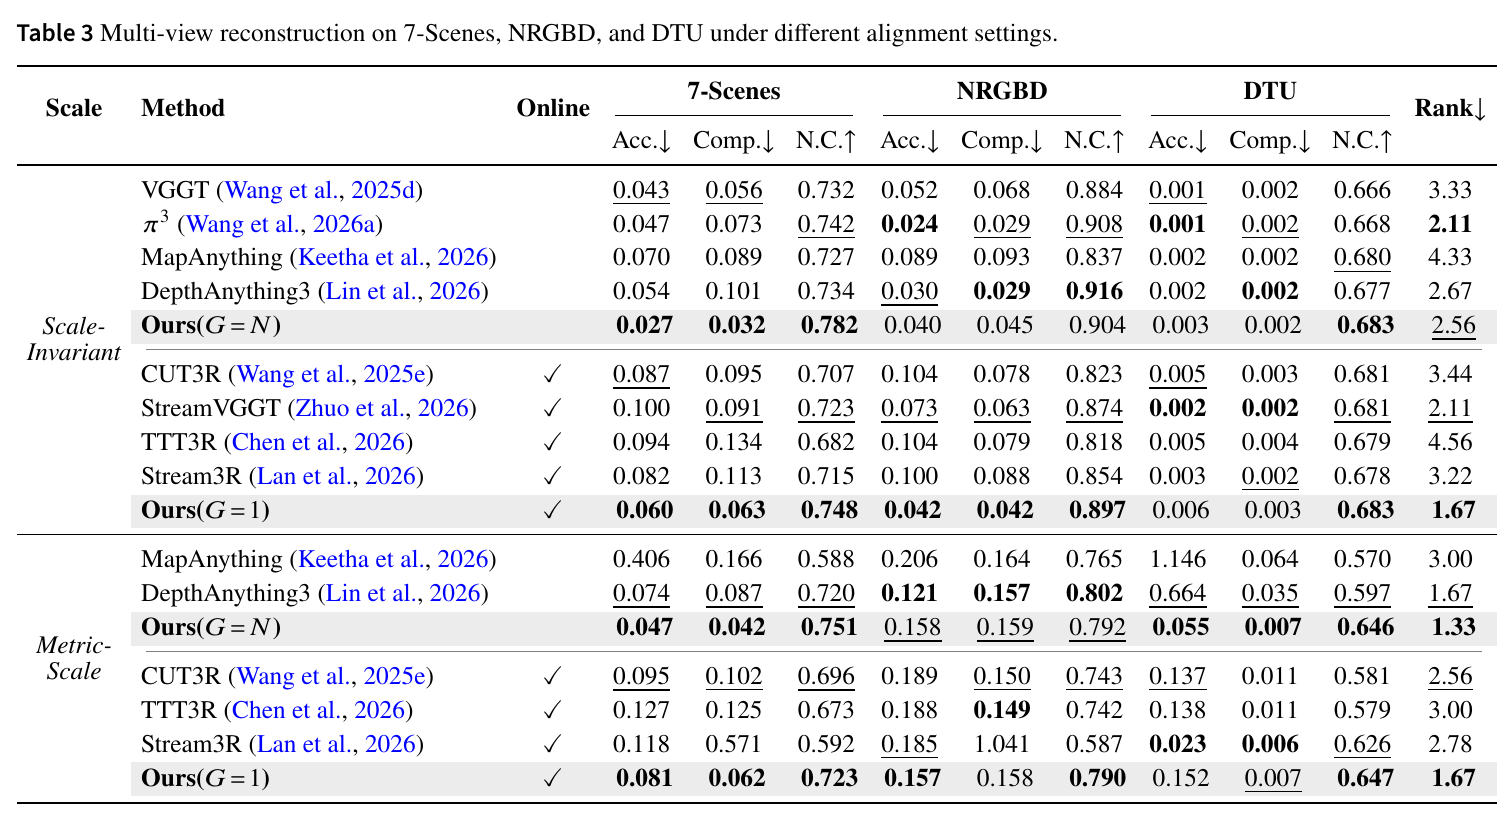 Table 3 Multi-view reconstruction on 7-Scenes, NRGBD, and DTU under different alignment settings.
Scale Method Online 7-Scenes NRGBD DTU Rank↓
Acc.↓ Comp.↓ N.C.↑ Acc.↓ Comp.↓ N.C.↑ Acc.↓ Comp.↓ N.C.↑
Scale-Invariant
VGGT (Wang et al., 2025d) 0.043 0.056 0.732 0.052 0.068 0.884 0.001 0.002 0.666 3.33
π³ (Wang et al., 2026a) 0.047 0.073 0.742 0.024 0.029 0.908 0.001 0.002 0.668 2.11
MapAnything (Keetha et al., 2026) 0.070 0.089 0.727 0.089 0.093 0.837 0.002 0.002 0.680 4.33
DepthAnything3 (Lin et al., 2026) 0.054 0.101 0.734 0.030 0.029 0.916 0.002 0.002 0.677 2.67
Ours(G = N) 0.027 0.032 0.782 0.040 0.045 0.904 0.003 0.002 0.683 2.56
CUT3R (Wang et al., 2025e) ✓ 0.087 0.095 0.707 0.104 0.078 0.823 0.005 0.003 0.681 3.44
StreamVGGT (Zhuo et al., 2026) ✓ 0.100 0.091 0.723 0.073 0.063 0.874 0.002 0.002 0.681 2.11
TTT3R (Chen et al., 2026) ✓ 0.094 0.134 0.682 0.104 0.079 0.818 0.005 0.004 0.679 4.56
Stream3R (Lan et al., 2026) ✓ 0.082 0.113 0.715 0.100 0.088 0.854 0.003 0.002 0.678 3.22
Ours(G = 1) ✓ 0.060 0.063 0.748 0.042 0.042 0.897 0.006 0.003 0.683 1.67
Metric-Scale
MapAnything (Keetha et al., 2026) 0.406 0.166 0.588 0.206 0.164 0.765 1.146 0.064 0.570 3.00
DepthAnything3 (Lin et al., 2026) 0.074 0.087 0.720 0.121 0.157 0.802 0.664 0.035 0.597 1.67
Ours(G = N) 0.047 0.042 0.751 0.158 0.159 0.792 0.055 0.007 0.646 1.33
CUT3R (Wang et al., 2025e) ✓ 0.095 0.102 0.696 0.189 0.150 0.743 0.137 0.011 0.581 2.56
TTT3R (Chen et al., 2026) ✓ 0.127 0.125 0.673 0.188 0.149 0.742 0.138 0.011 0.579 3.00
Stream3R (Lan et al., 2026) ✓ 0.118 0.571 0.592 0.185 1.041 0.587 0.023 0.006 0.626 2.78
Ours(G = 1) ✓ 0.081 0.062 0.723 0.157 0.158 0.790 0.152 0.007 0.647 1.67